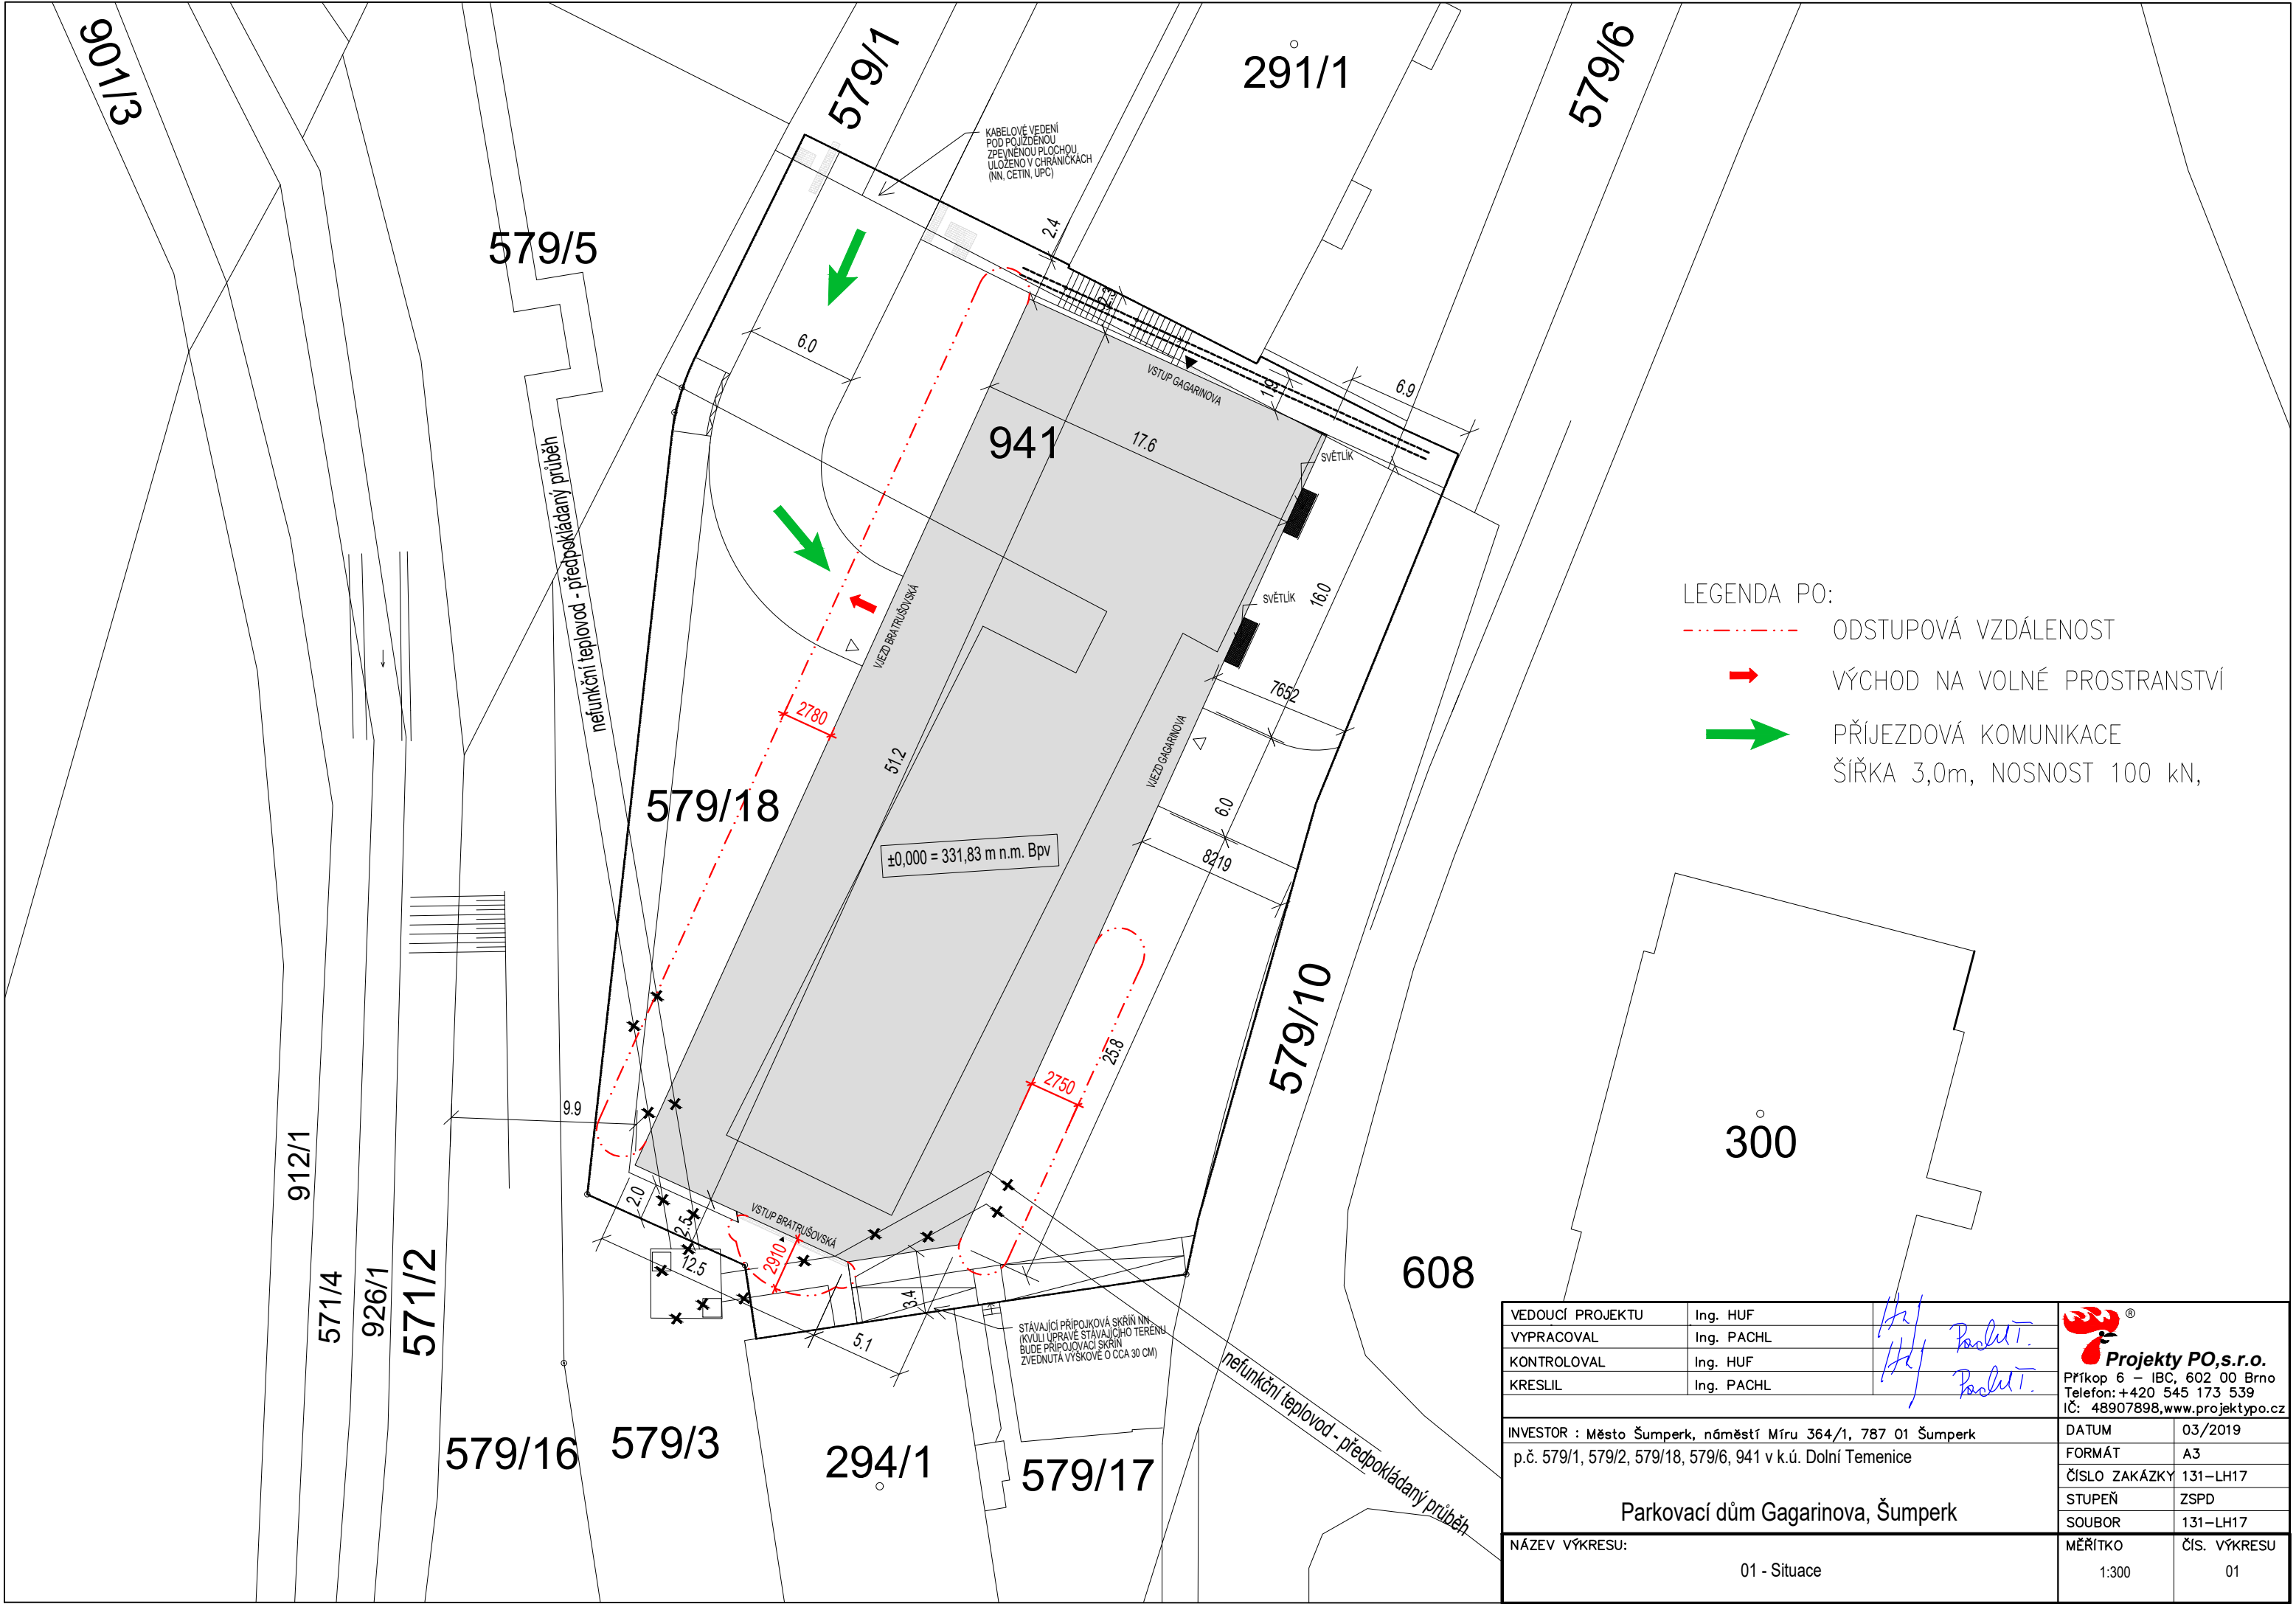 901/3
579/1
291/1
579/6
KABELOVÉ VEDENÍ
POD POJÍŽDĚNOU
ZPEVNĚNOU PLOCHOU
ULOŽENO V CHRÁNIČKÁCH
(NN, CETIN, UPC)
579/5
2.4
2.3
6.0
VSTUP GAGARINOVA
1.9
6.9
941
17.6
SVĚTLÍK
nefunkční teplovod - předpokládaný průběh
VJEZD BRATRUŠOVSKÁ
SVĚTLÍK
16.0
LEGENDA PO:
ODSTUPOVÁ VZDÁLENOST
VÝCHOD NA VOLNÉ PROSTRANSTVÍ
PŘÍJEZDOVÁ KOMUNIKACE
ŠÍŘKA 3,0m, NOSNOST 100 kN,
2780
7652
VJEZD GAGARINOVA
51.2
579/18
6.0
±0,000 = 331,83 m n.m. Bpv
8219
579/10
25.8
2750
9.9
300
912/1
571/4
926/1
571/2
2.0
2.5
VSTUP BRATRUŠOVSKÁ
12.5
2910
3.4
5.1
608
STÁVAJÍCÍ PŘÍPOJKOVÁ SKŘÍŇ NN
(KVŮLI ÚPRAVĚ STÁVAJÍCÍHO TERÉNU
BUDE PŘIPOJOVACÍ SKŘÍŇ
ZVEDNUTA VÝŠKOVĚ O CCA 30 CM)
nefunkční teplovod - předpokládaný průběh
579/16
579/3
294/1
579/17
VEDOUCÍ PROJEKTU Ing. HUF
VYPRACOVAL Ing. PACHL
KONTROLOVAL Ing. HUF
KRESLIL Ing. PACHL
®
Projekty PO,s.r.o.
Příkop 6 – IBC, 602 00 Brno
Telefon: +420 545 173 539
IČ: 48907898,www.projektypo.cz
INVESTOR : Město Šumperk, náměstí Míru 364/1, 787 01 Šumperk
p.č. 579/1, 579/2, 579/18, 579/6, 941 v k.ú. Dolní Temenice
Parkovací dům Gagarinova, Šumperk
DATUM 03/2019
FORMÁT A3
ČÍSLO ZAKÁZKY 131–LH17
STUPEŇ ZSPD
SOUBOR 131–LH17
NÁZEV VÝKRESU:
01 - Situace
MĚŘÍTKO ČÍS. VÝKRESU
1:300 01